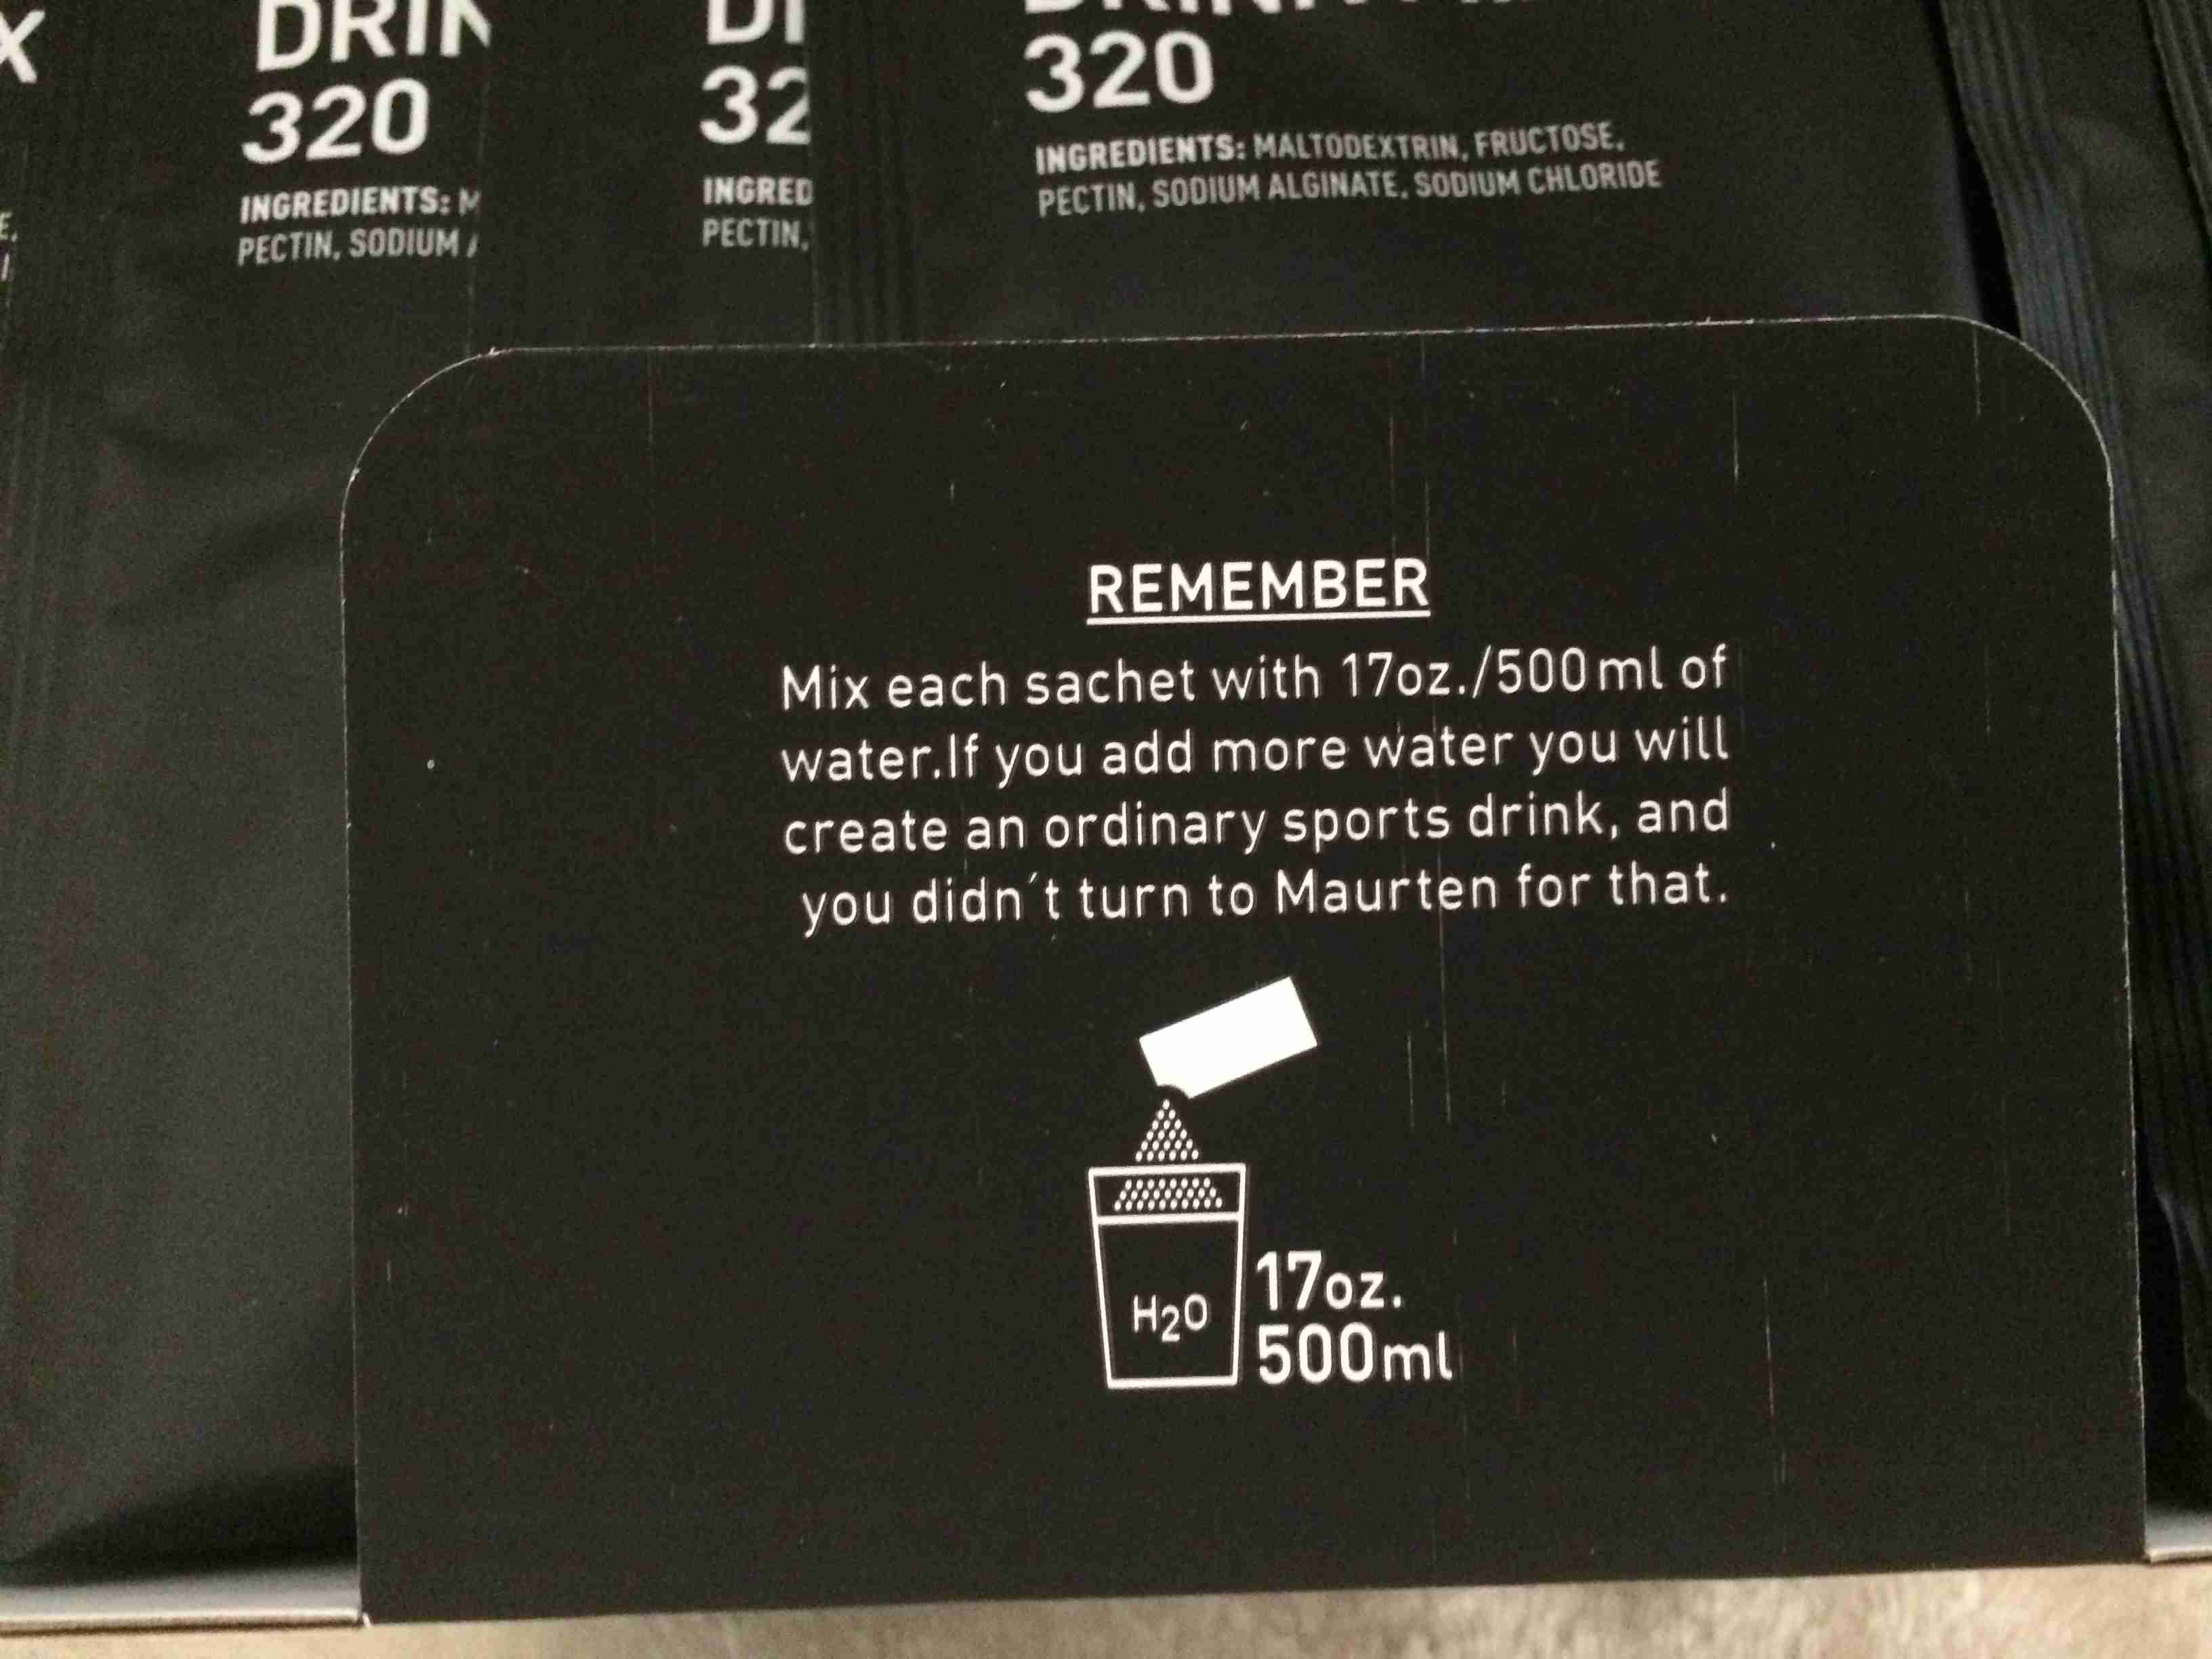 X
DRIN
320
INGREDIENTS: M
PECTIN, SODIUM A
DI
32
INGRED
PECTIN,
320
INGREDIENTS: MALTODEXTRIN, FRUCTOSE,
PECTIN, SODIUM ALGINATE, SODIUM CHLORIDE
REMEMBER
Mix each sachet with 17oz./500ml of
water.If you add more water you will
create an ordinary sports drink, and
you didn´t turn to Maurten for that.
H2O
17oz.
500ml